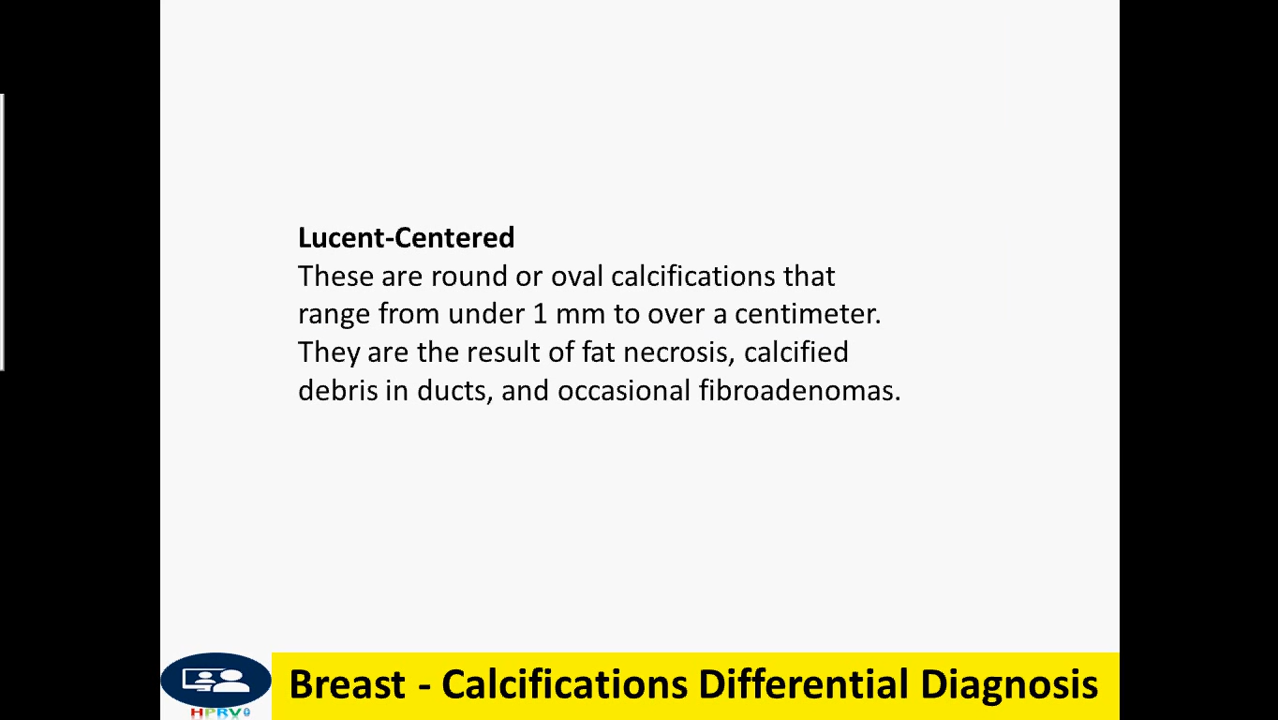 Lucent-Centered
These are round or oval calcifications that
range from under 1 mm to over a centimeter.
They are the result of fat necrosis, calcified
debris in ducts, and occasional fibroadenomas.
Breast - Calcifications Differential Diagnosis
HPRV